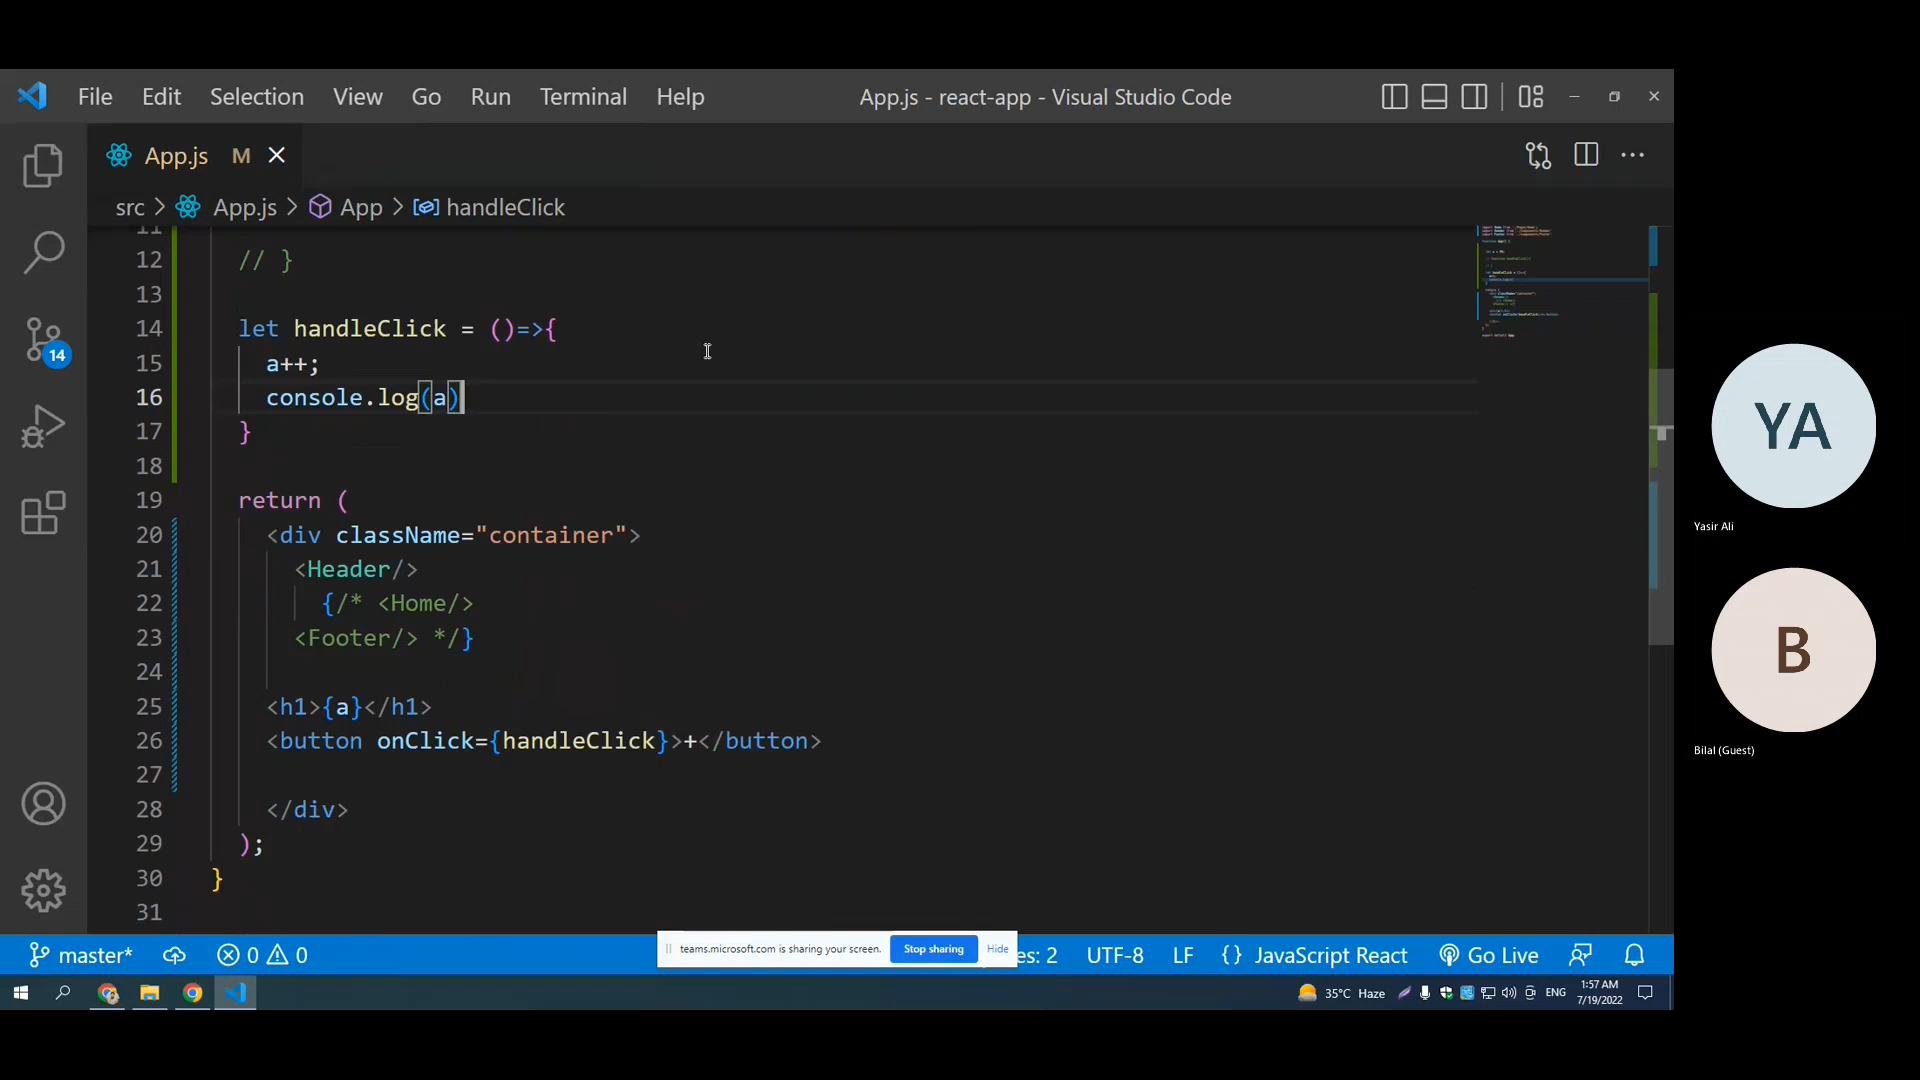 File Edit Selection View Go Run Terminal Help App.js - react-app - Visual Studio Code
App.js M
src > App.js > App > handleClick
11
12 // }
13
14 let handleClick = ()=>{
15 a++;
16 console.log(a)
17 }
18
19 return (
20 <div className="container">
21 <Header/>
22 {/* <Home/>
23 <Footer/> */}
24
25 <h1>{a}</h1>
26 <button onClick={handleClick}>+</button>
27
28 </div>
29 );
30 }
31
14
YA
Yasir Ali
B
Bilal (Guest)
teams.microsoft.com is sharing your screen. Stop sharing Hide
master* 0 0 es: 2 UTF-8 LF {} JavaScript React Go Live
35°C Haze ENG 1:57 AM
7/19/2022